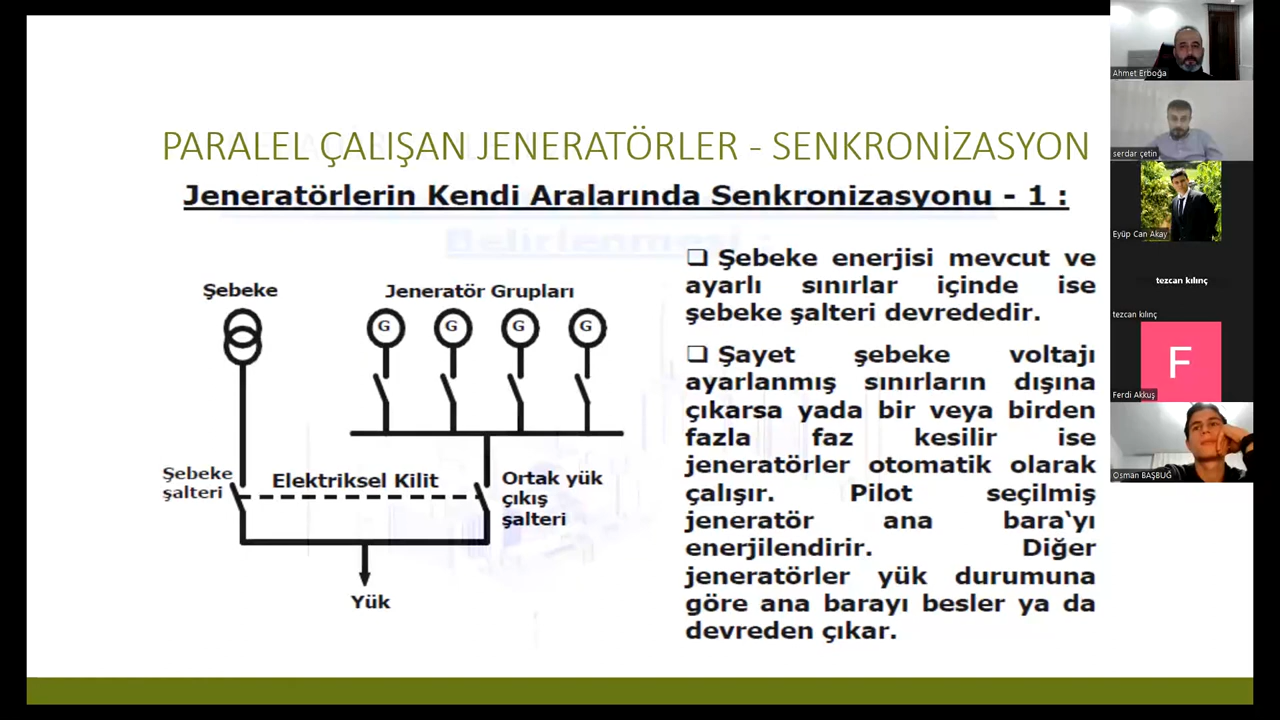 PARALEL ÇALIŞAN JENERATÖRLER - SENKRONİZASYON
Jeneratörlerin Kendi Aralarında Senkronizasyonu - 1 :
Belirlenmesi :
Şebeke
Jeneratör Grupları
G
G
G
G
Şebeke
şalteri
Elektriksel Kilit
Ortak yük
çıkış
şalteri
Yük
❑ Şebeke enerjisi mevcut ve
ayarlı sınırlar içinde ise
şebeke şalteri devrededir.
❑ Şayet şebeke voltajı
ayarlanmış sınırların dışına
çıkarsa yada bir veya birden
fazla faz kesilir ise
jeneratörler otomatik olarak
çalışır. Pilot seçilmiş
jeneratör ana bara‘yı
enerjilendirir. Diğer
jeneratörler yük durumuna
göre ana barayı besler ya da
devreden çıkar.
Ahmet Erboğa
serdar çetin
Eyüp Can Akay
tezcan kılınç
tezcan kılınç
F
Ferdi Akkuş
Osman BAŞBUĞ